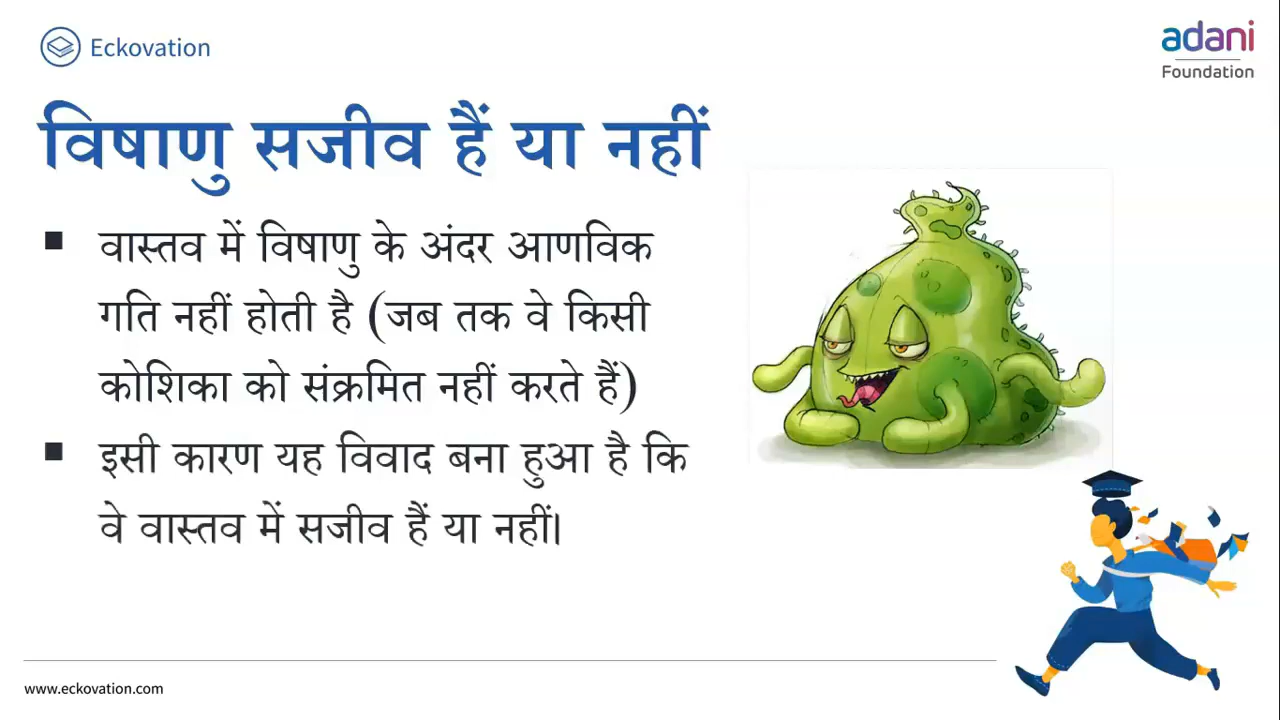 Eckovation
adani
Foundation
विषाणु सजीव हैं या नहीं
वास्तव में विषाणु के अंदर आणविक
गति नहीं होती है (जब तक वे किसी
कोशिका को संक्रमित नहीं करते हैं)
इसी कारण यह विवाद बना हुआ है कि
वे वास्तव में सजीव हैं या नहीं।
www.eckovation.com